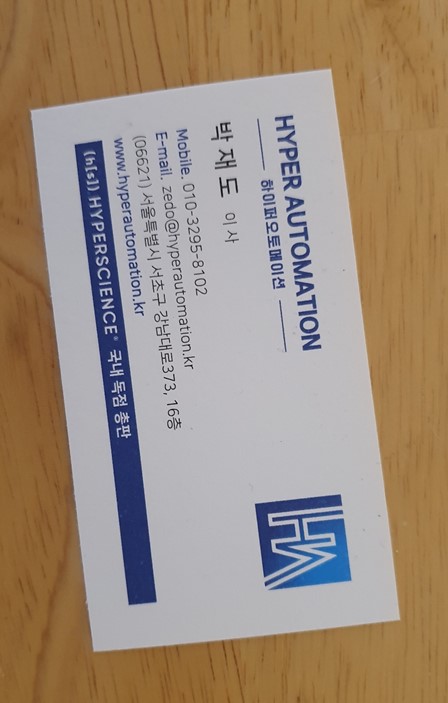 HYPER AUTOMATION
하이퍼오토메이션
HA
박재도 이사
Mobile. 010-3295-8102
E-mail. zedo@hyperautomation.kr
(06621) 서울특별시 서초구 강남대로373, 16층
www.hyperautomation.kr
(h[s]) HYPERSCIENCE® 국내 독점 총판